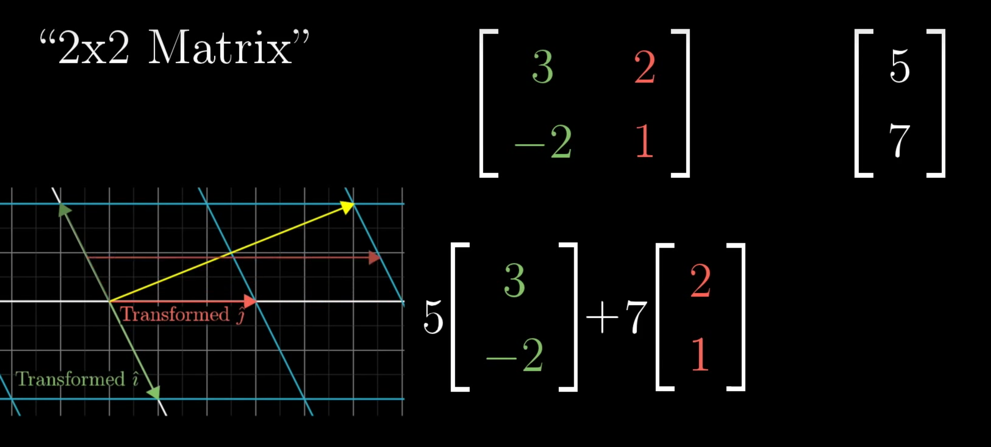 “2x2 Matrix”
3 2
−2 1
5
7
5 [3 −2] + 7 [2 1]
Transformed ĵ
Transformed î